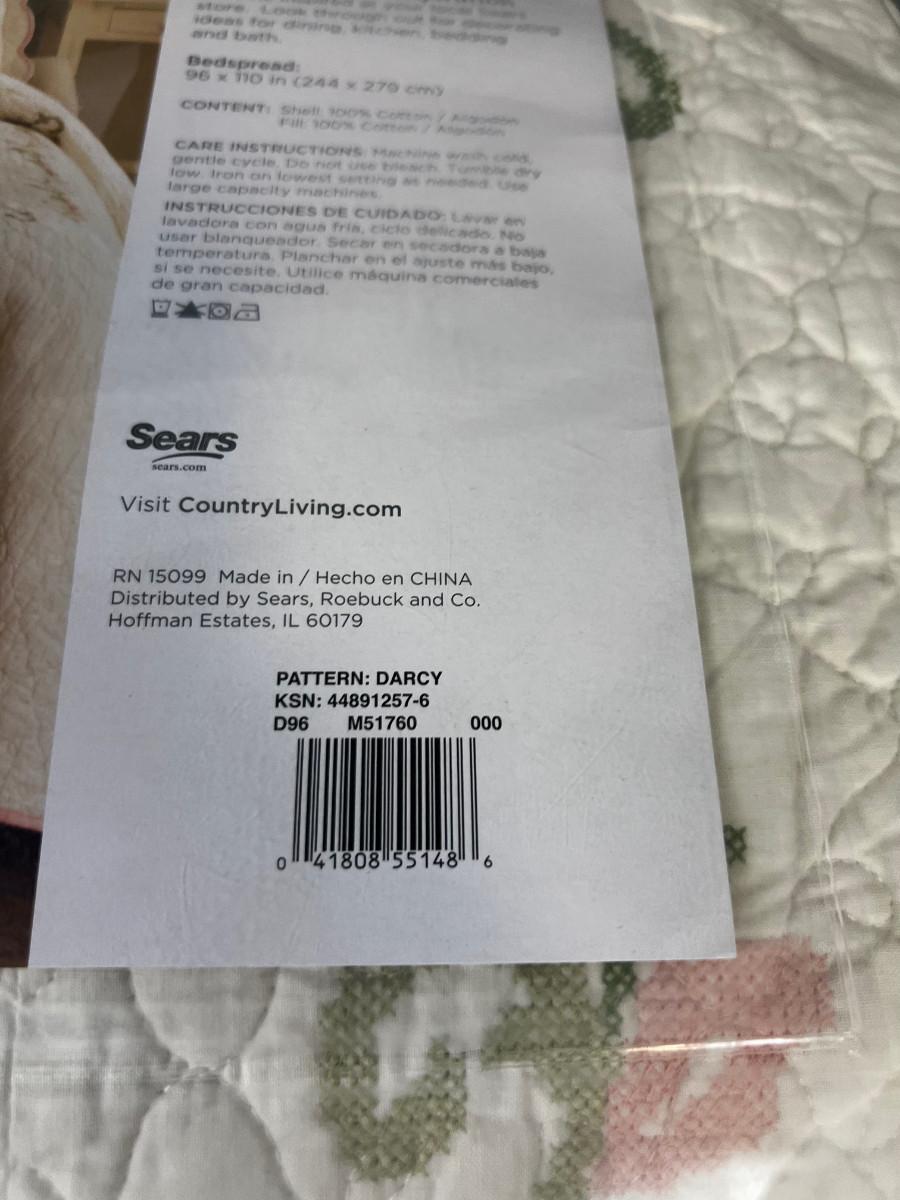 store. Look through out for decorating
ideas for dining, kitchen, bedding
and bath.
Bedspread:
96 x 110 in (244 x 279 cm)
CONTENT: Shell: 100% Cotton / Algodón
Fill: 100% Cotton / Algodón
CARE INSTRUCTIONS: Machine wash cold,
gentle cycle. Do not use bleach. Tumble dry
low. Iron on lowest setting as needed. Use
large capacity machines.
INSTRUCCIONES DE CUIDADO: Lavar en
lavadora con agua fría, ciclo delicado. No
usar blanqueador. Secar en secadora a baja
temperatura. Planchar en el ajuste más bajo,
si se necesite. Utilice máquina comerciales
de gran capacidad.
Sears
sears.com
Visit CountryLiving.com
RN 15099 Made in / Hecho en CHINA
Distributed by Sears, Roebuck and Co.
Hoffman Estates, IL 60179
PATTERN: DARCY
KSN: 44891257-6
D96 M51760 000
0 41808 55148 6